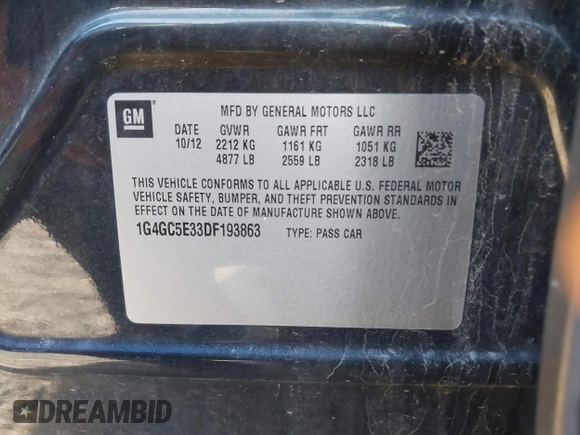 GM
MFD BY GENERAL MOTORS LLC
DATE GVWR GAWR FRT GAWR RR
10/12 2212 KG 1161 KG 1051 KG
4877 LB 2559 LB 2318 LB
THIS VEHICLE CONFORMS TO ALL APPLICABLE U.S. FEDERAL MOTOR
VEHICLE SAFETY, BUMPER, AND THEFT PREVENTION STANDARDS IN
EFFECT ON THE DATE OF MANUFACTURE SHOWN ABOVE.
1G4GC5E33DF193863 TYPE: PASS CAR
DREAMBID